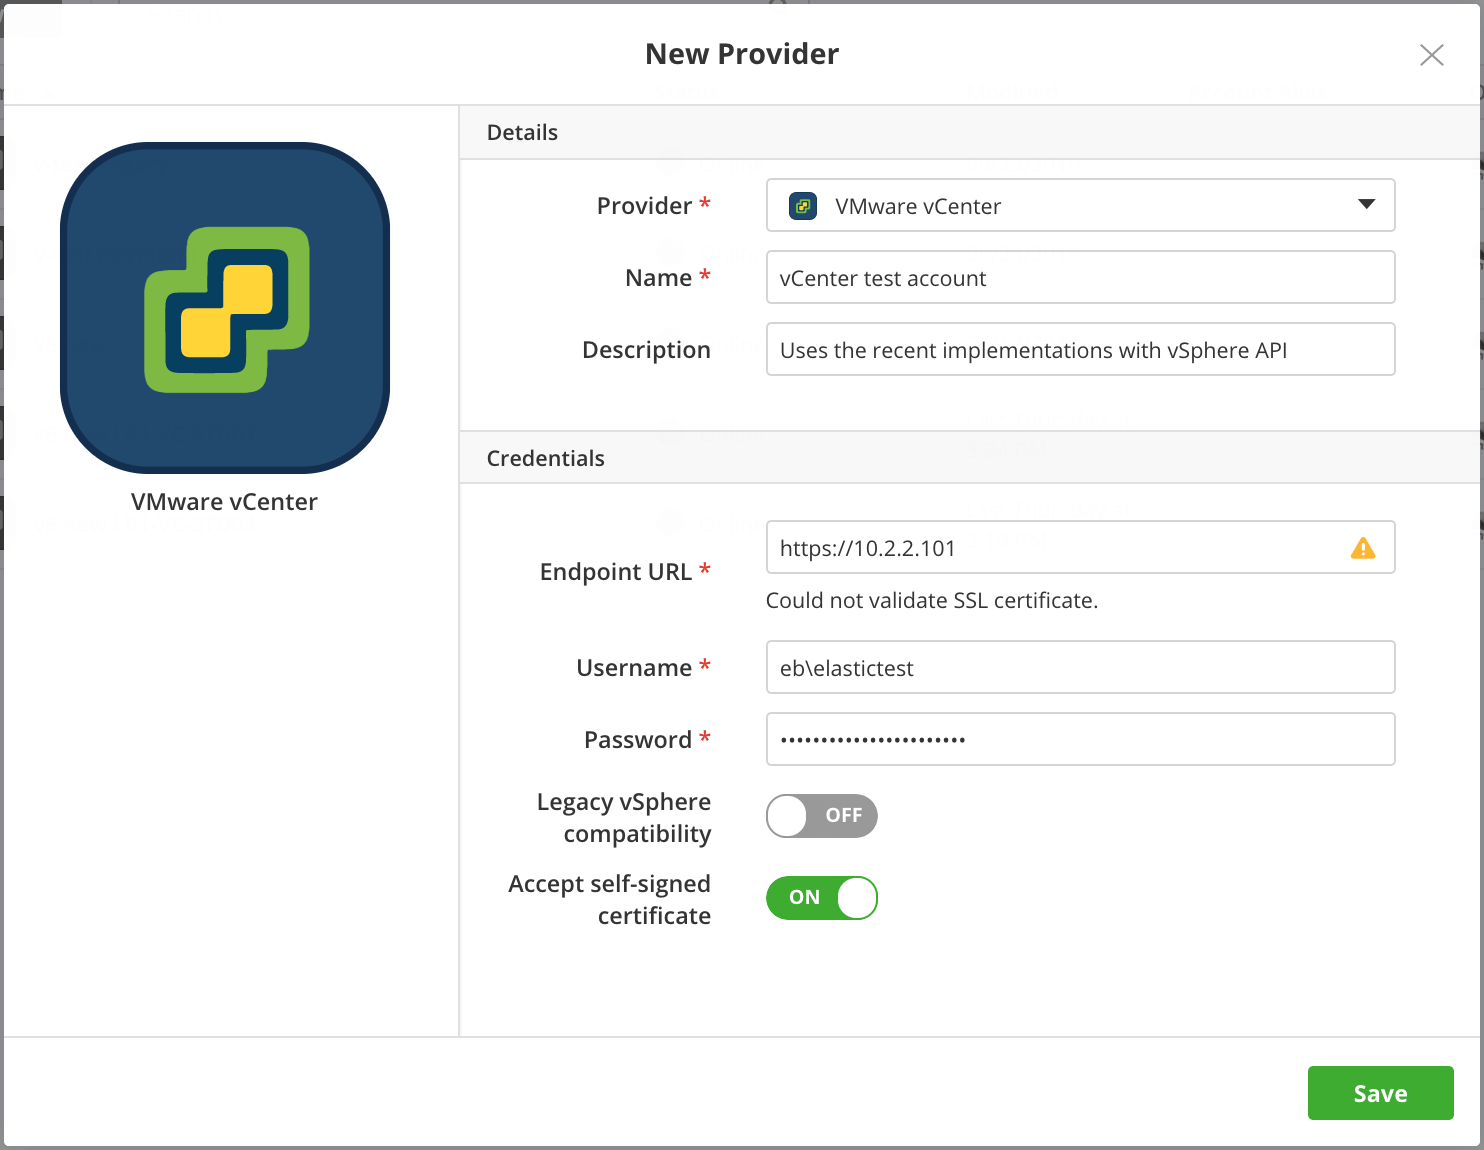 New Provider
VMware vCenter
Details
Provider *
VMware vCenter
Name *
vCenter test account
Description
Uses the recent implementations with vSphere API
Credentials
Endpoint URL *
https://10.2.2.101
Could not validate SSL certificate.
Username *
eb\elastictest
Password *
•••••••••••••••••••••••
Legacy vSphere
compatibility
OFF
Accept self-signed
certificate
ON
Save